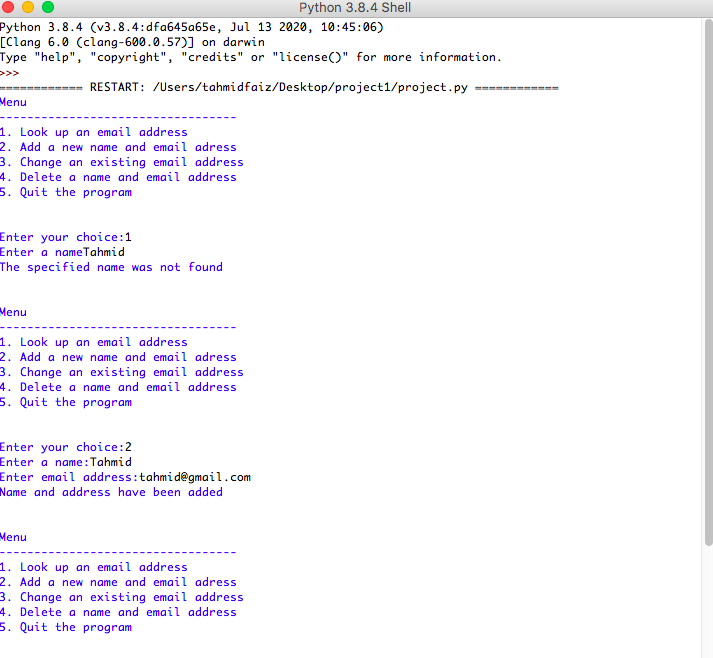 Python 3.8.4 Shell
Python 3.8.4 (v3.8.4:dfa645a65e, Jul 13 2020, 10:45:06)
[Clang 6.0 (clang-600.0.57)] on darwin
Type "help", "copyright", "credits" or "license()" for more information.
>>>
============ RESTART: /Users/tahmidfaiz/Desktop/project1/project.py ============
Menu
----------------------------------
1. Look up an email address
2. Add a new name and email adress
3. Change an existing email address
4. Delete a name and email address
5. Quit the program
Enter your choice:1
Enter a nameTahmid
The specified name was not found
Menu
----------------------------------
1. Look up an email address
2. Add a new name and email adress
3. Change an existing email address
4. Delete a name and email address
5. Quit the program
Enter your choice:2
Enter a name:Tahmid
Enter email address:tahmid@gmail.com
Name and address have been added
Menu
----------------------------------
1. Look up an email address
2. Add a new name and email adress
3. Change an existing email address
4. Delete a name and email address
5. Quit the program